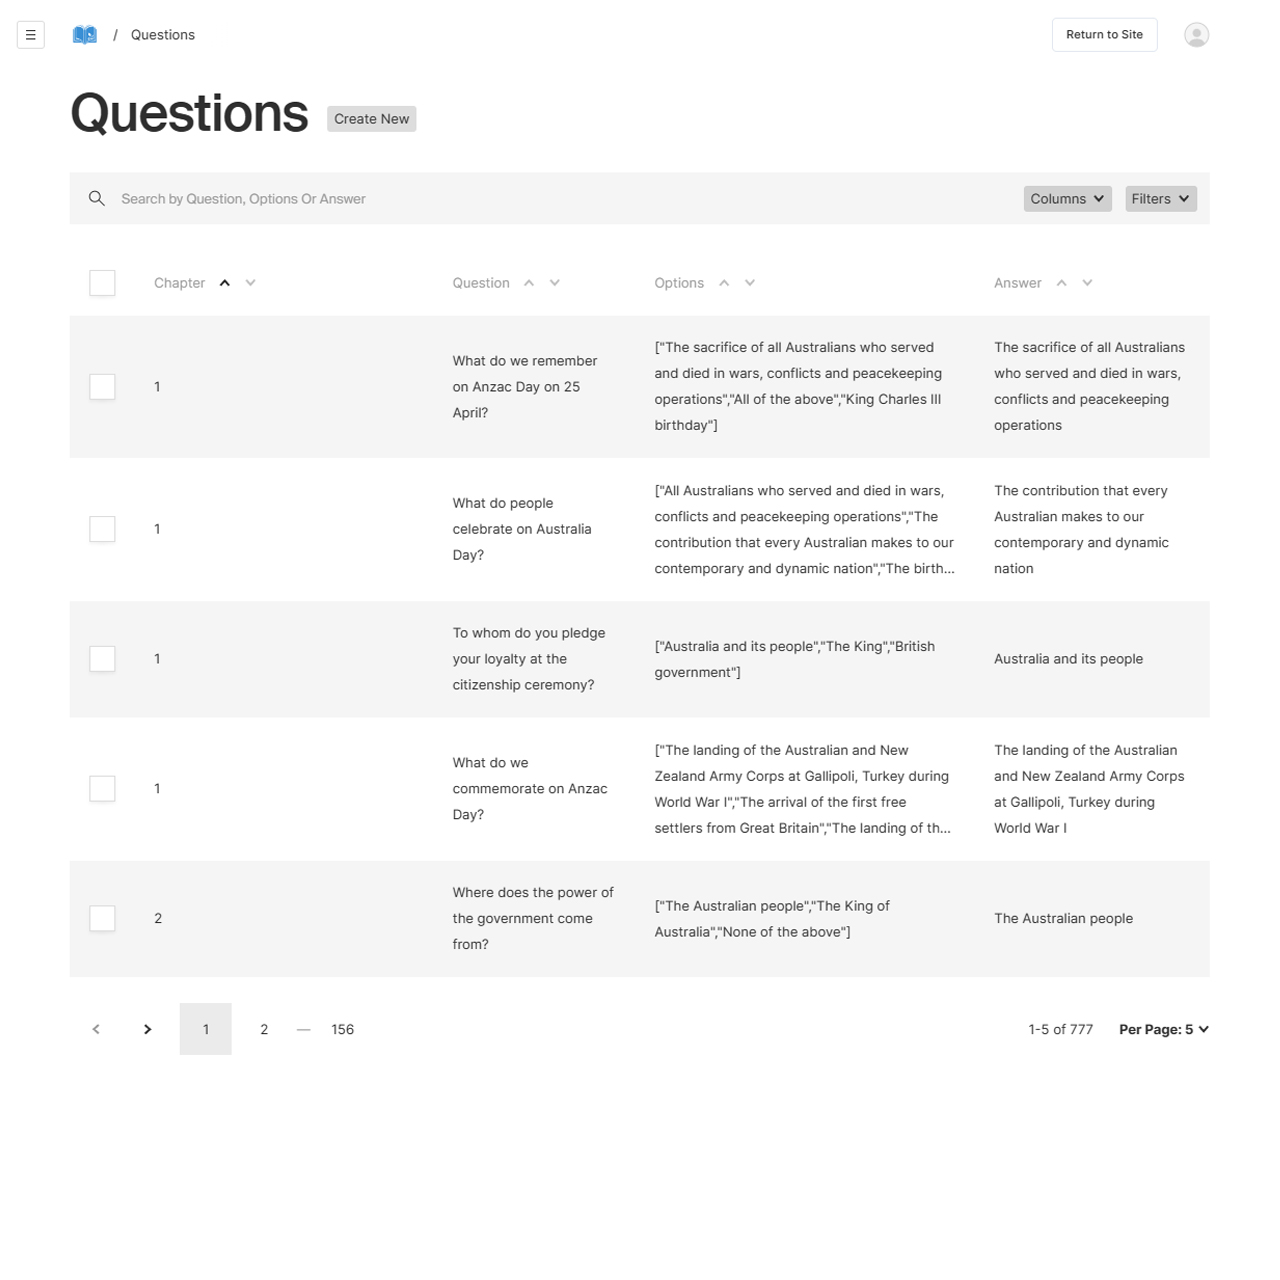 / Questions
Return to Site
Questions
Create New
Search by Question, Options Or Answer
Columns
Filters
Chapter
Question
Options
Answer
1
What do we remember
on Anzac Day on 25
April?
["The sacrifice of all Australians who served
and died in wars, conflicts and peacekeeping
operations","All of the above","King Charles III
birthday"]
The sacrifice of all Australians
who served and died in wars,
conflicts and peacekeeping
operations
1
What do people
celebrate on Australia
Day?
["All Australians who served and died in wars,
conflicts and peacekeeping operations","The
contribution that every Australian makes to our
contemporary and dynamic nation","The birth...
The contribution that every
Australian makes to our
contemporary and dynamic
nation
1
To whom do you pledge
your loyalty at the
citizenship ceremony?
["Australia and its people","The King","British
government"]
Australia and its people
1
What do we
commemorate on Anzac
Day?
["The landing of the Australian and New
Zealand Army Corps at Gallipoli, Turkey during
World War I","The arrival of the first free
settlers from Great Britain","The landing of th...
The landing of the Australian
and New Zealand Army Corps
at Gallipoli, Turkey during
World War I
2
Where does the power of
the government come
from?
["The Australian people","The King of
Australia","None of the above"]
The Australian people
1 2 — 156
1-5 of 777
Per Page: 5